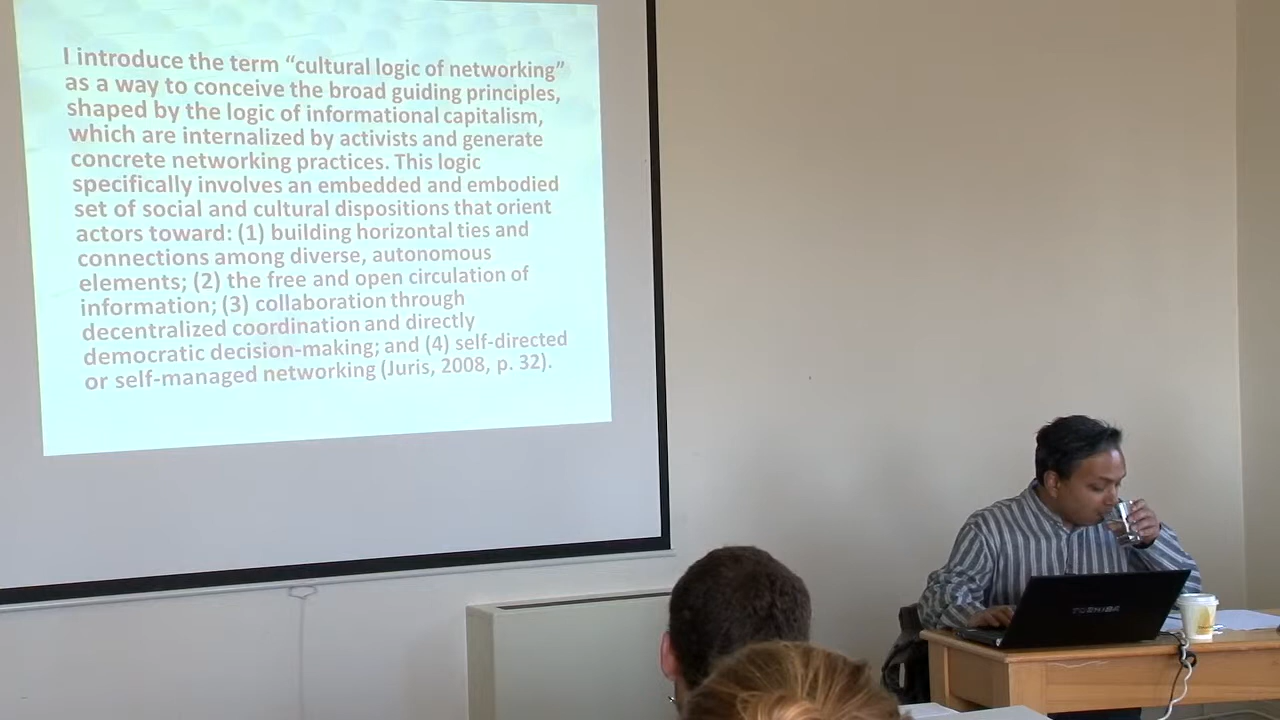 I introduce the term “cultural logic of networking”
as a way to conceive the broad guiding principles,
shaped by the logic of informational capitalism,
which are internalized by activists and generate
concrete networking practices. This logic
specifically involves an embedded and embodied
set of social and cultural dispositions that orient
actors toward: (1) building horizontal ties and
connections among diverse, autonomous
elements; (2) the free and open circulation of
information; (3) collaboration through
decentralized coordination and directly
democratic decision-making; and (4) self-directed
or self-managed networking (Juris, 2008, p. 32).
TOSHIBA